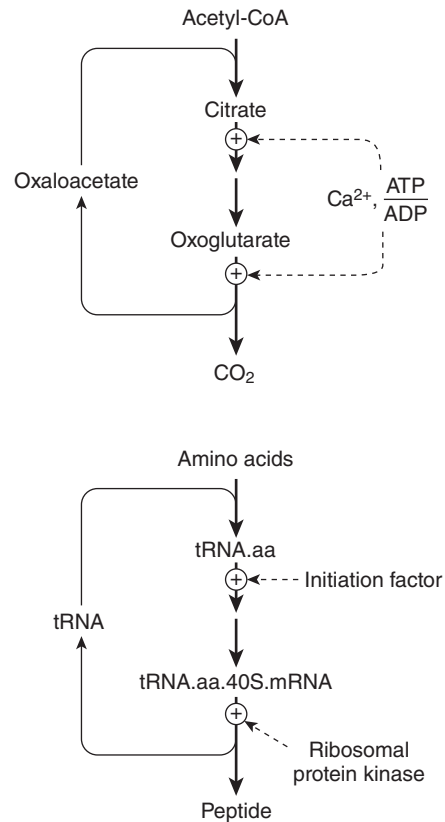 Acetyl-CoA
Citrate
+
Oxaloacetate
Ca²⁺, ATP
ADP
Oxoglutarate
+
CO₂
Amino acids
tRNA.aa
+
Initiation factor
tRNA
tRNA.aa.40S.mRNA
+
Ribosomal
protein kinase
Peptide